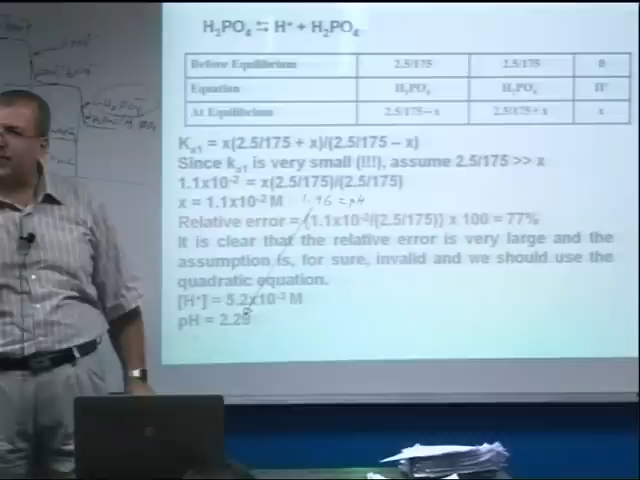 H₂PO₄ ⇆ H⁺ + H₂PO₄
Before Equilibrium 2.5/175 2.5/175 0
Equation H₃PO₄ H₂PO₄ H⁺
At Equilibrium 2.5/175 – x 2.5/175 + x x
Kₐ₁ = x(2.5/175 + x)/(2.5/175 – x)
Since kₐ₁ is very small (!!!), assume 2.5/175 >> x
1.1x10⁻² = x(2.5/175)/(2.5/175)
x = 1.1x10⁻² M 1.96 = pH
Relative error = (1.1x10⁻²/(2.5/175)) x 100 = 77%
It is clear that the relative error is very large and the
assumption is, for sure, invalid and we should use the
quadratic equation.
[H⁺] = 5.2x10⁻³ M
pH = 2.28